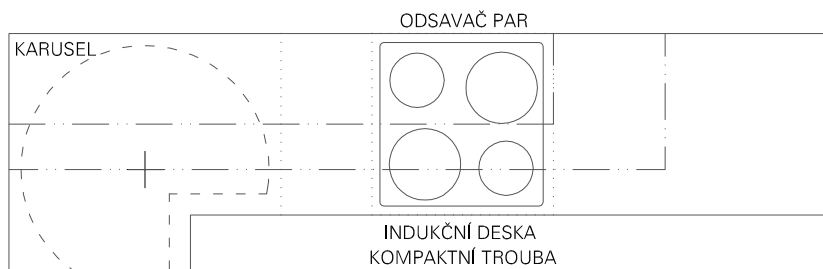 ODSAVAČ PAR
KARUSEL
INDUKČNÍ DESKA
KOMPAKTNÍ TROUBA